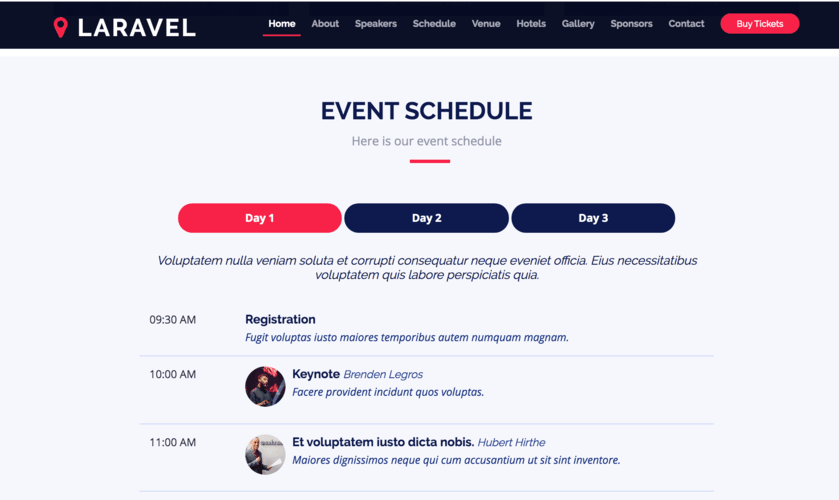 LARAVEL
Home About Speakers Schedule Venue Hotels Gallery Sponsors Contact Buy Tickets
EVENT SCHEDULE
Here is our event schedule
Day 1 Day 2 Day 3
Voluptatem nulla veniam soluta et corrupti consequatur neque eveniet officia. Eius necessitatibus
voluptatem quis labore perspiciatis quia.
09:30 AM Registration
Fugit voluptas iusto maiores temporibus autem numquam magnam.
10:00 AM Keynote Brenden Legros
Facere provident incidunt quos voluptas.
11:00 AM Et voluptatem iusto dicta nobis. Hubert Hirthe
Maiores dignissimos neque qui cum accusantium ut sit sint inventore.